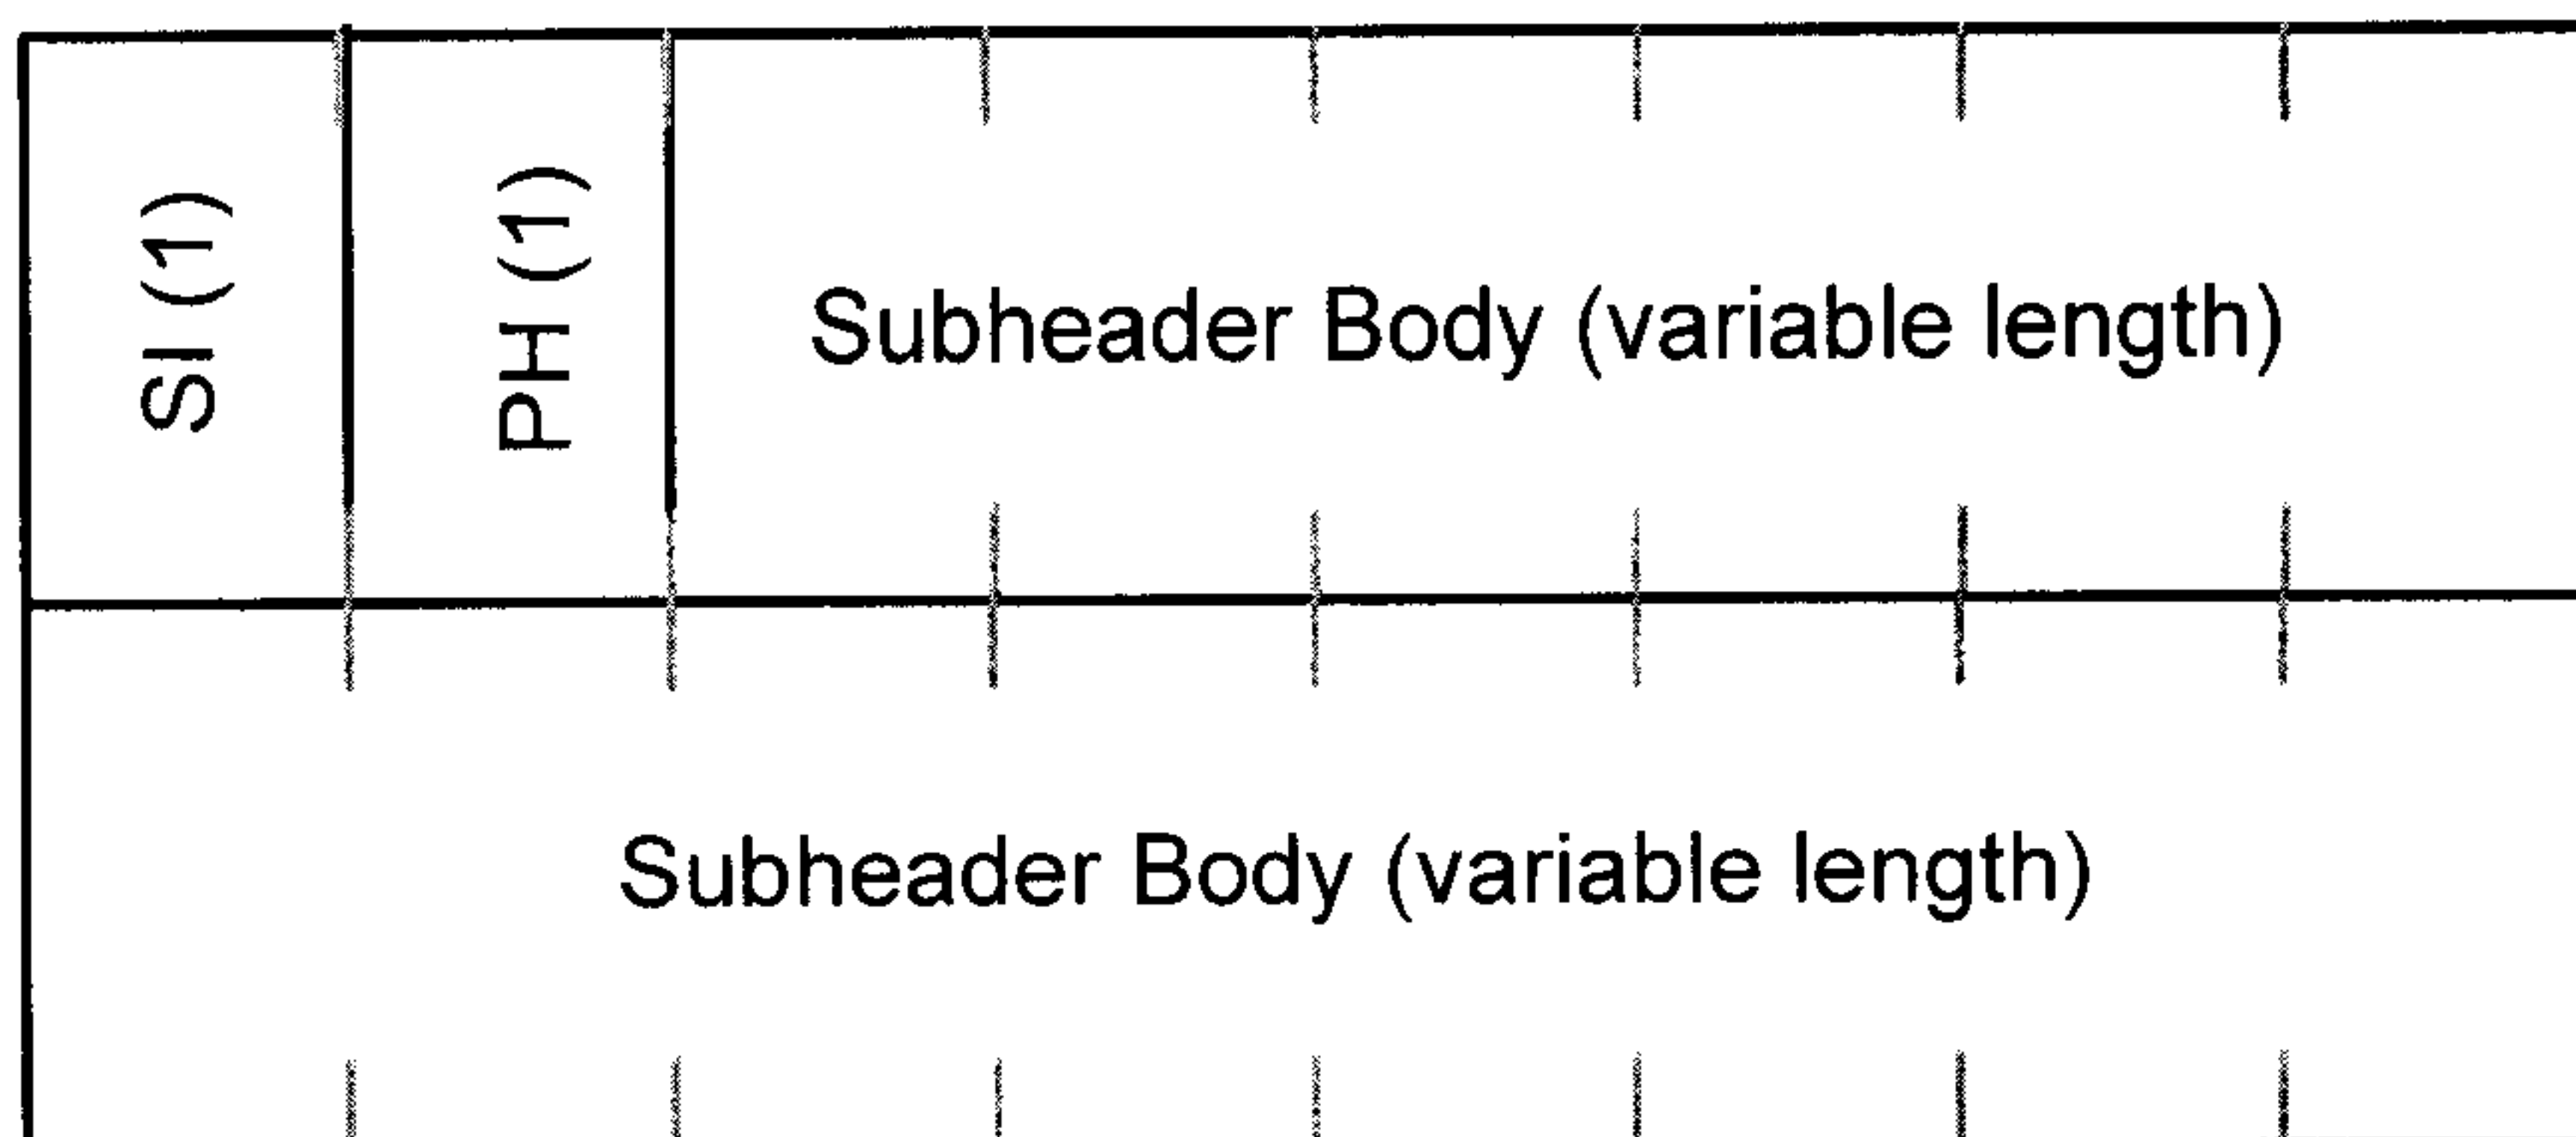 SI (1)
PH (1)
Subheader Body (variable length)
Subheader Body (variable length)